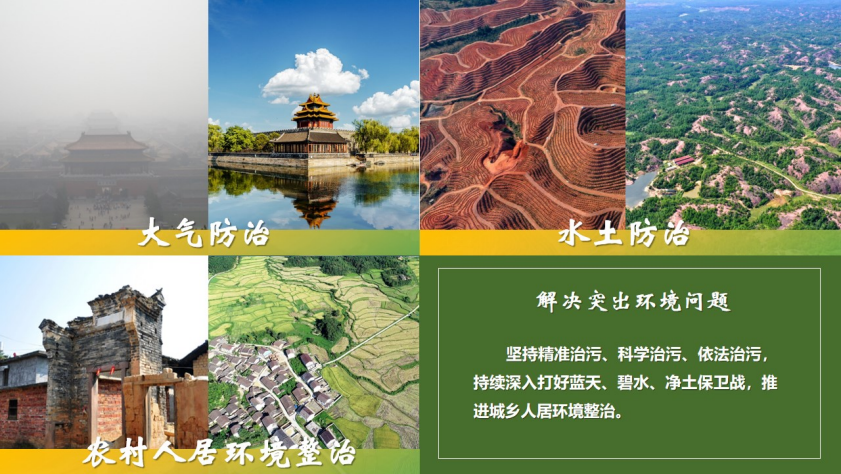 大气防治
水土防治
农村人居环境整治
解决突出环境问题
坚持精准治污、科学治污、依法治污，
持续深入打好蓝天、碧水、净土保卫战，推
进城乡人居环境整治。